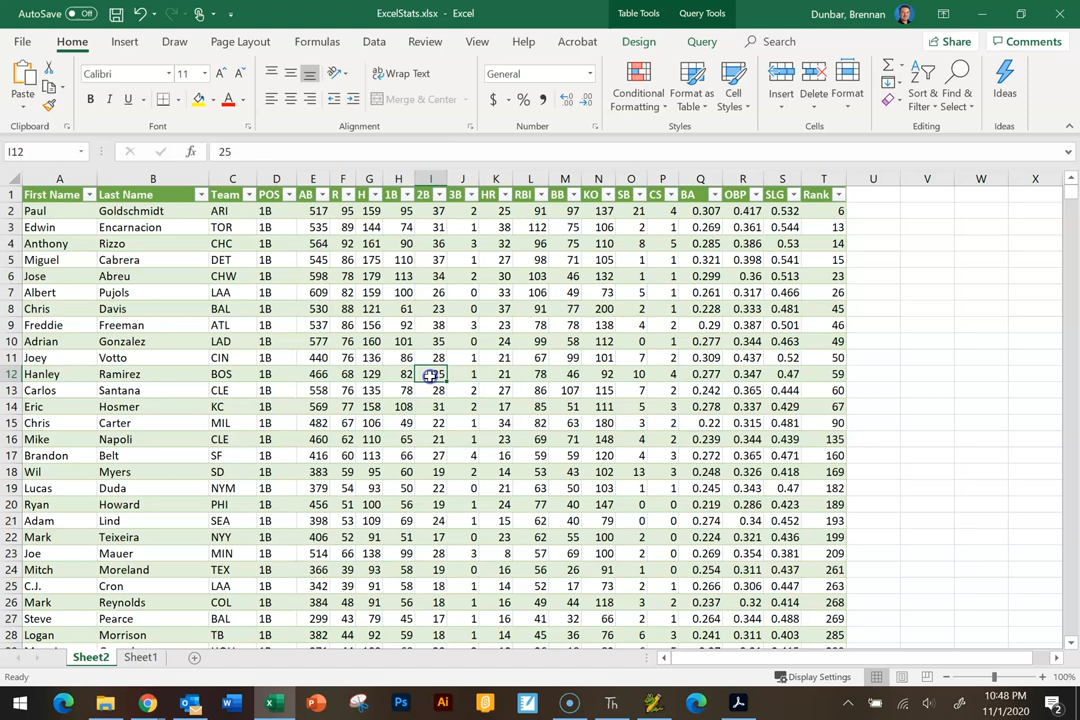 AutoSave Off ExcelStats.xlsx - Excel Table Tools Query Tools Dunbar, Brennan
File Home Insert Draw Page Layout Formulas Data Review View Help Acrobat Design Query Search Share Comments
Paste Calibri 11 Wrap Text General Conditional Formatting Format as Table Cell Styles Insert Delete Format Sort & Filter Find & Select Ideas
B I U A Merge & Center $ % 9
Clipboard Font Alignment Number Styles Cells Editing Ideas
I12 fx 25
A B C D E F G H I J K L M N O P Q R S T U V W X
1 First Name Last Name Team POS AB R H 1B 2B 3B HR RBI BB KO SB CS BA OBP SLG Rank
2 Paul Goldschmidt ARI 1B 517 95 159 95 37 2 25 91 97 137 21 4 0.307 0.417 0.532 6
3 Edwin Encarnacion TOR 1B 535 89 144 74 31 1 38 112 75 106 2 1 0.269 0.361 0.544 13
4 Anthony Rizzo CHC 1B 564 92 161 90 36 3 32 96 75 110 8 5 0.285 0.386 0.53 14
5 Miguel Cabrera DET 1B 545 86 175 110 37 1 27 98 71 105 1 1 0.321 0.398 0.541 15
6 Jose Abreu CHW 1B 598 78 179 113 34 2 30 103 46 132 1 1 0.299 0.36 0.513 23
7 Albert Pujols LAA 1B 609 82 159 100 26 0 33 106 49 73 5 1 0.261 0.317 0.466 26
8 Chris Davis BAL 1B 530 88 121 61 23 0 37 91 77 200 2 1 0.228 0.333 0.481 45
9 Freddie Freeman ATL 1B 537 86 156 92 38 3 23 78 78 138 4 2 0.29 0.387 0.501 46
10 Adrian Gonzalez LAD 1B 577 76 160 101 35 0 24 99 58 112 0 1 0.277 0.344 0.463 49
11 Joey Votto CIN 1B 440 76 136 86 28 1 21 67 99 101 7 2 0.309 0.437 0.52 50
12 Hanley Ramirez BOS 1B 466 68 129 82 25 1 21 78 46 92 10 4 0.277 0.347 0.47 59
13 Carlos Santana CLE 1B 558 76 135 78 28 2 27 86 107 115 7 2 0.242 0.365 0.444 60
14 Eric Hosmer KC 1B 569 77 158 108 31 2 17 85 51 111 5 3 0.278 0.337 0.429 67
15 Chris Carter MIL 1B 482 67 106 49 22 1 34 82 63 180 3 2 0.22 0.315 0.481 90
16 Mike Napoli CLE 1B 460 62 110 65 21 1 23 69 71 148 4 2 0.239 0.344 0.439 135
17 Brandon Belt SF 1B 416 60 113 66 27 4 16 59 59 120 4 3 0.272 0.365 0.471 160
18 Wil Myers SD 1B 383 59 95 60 19 2 14 53 43 102 13 3 0.248 0.326 0.418 169
19 Lucas Duda NYM 1B 379 54 93 50 22 0 21 63 50 103 1 1 0.245 0.343 0.47 182
20 Ryan Howard PHI 1B 456 51 100 56 19 1 24 77 40 147 0 0 0.219 0.286 0.423 189
21 Adam Lind SEA 1B 398 53 109 69 24 1 15 62 40 79 0 0 0.274 0.34 0.452 193
22 Mark Teixeira NYY 1B 406 52 91 51 17 0 23 62 55 100 2 0 0.224 0.321 0.436 199
23 Joe Mauer MIN 1B 514 66 138 99 28 3 8 57 69 100 2 0 0.269 0.354 0.381 209
24 Mitch Moreland TEX 1B 366 39 93 58 19 0 16 56 26 91 1 0 0.254 0.311 0.437 261
25 C.J. Cron LAA 1B 342 39 91 58 18 1 14 52 17 73 2 1 0.266 0.306 0.447 263
26 Mark Reynolds COL 1B 384 48 91 56 18 1 16 49 44 118 3 2 0.237 0.32 0.414 268
27 Steve Pearce BAL 1B 299 43 79 45 17 1 16 41 32 66 2 1 0.264 0.344 0.488 269
28 Logan Morrison TB 1B 382 44 92 59 18 1 14 45 36 76 6 3 0.241 0.311 0.403 285
Sheet2 Sheet1
Ready Display Settings 100%
10:48 PM
11/1/2020
2